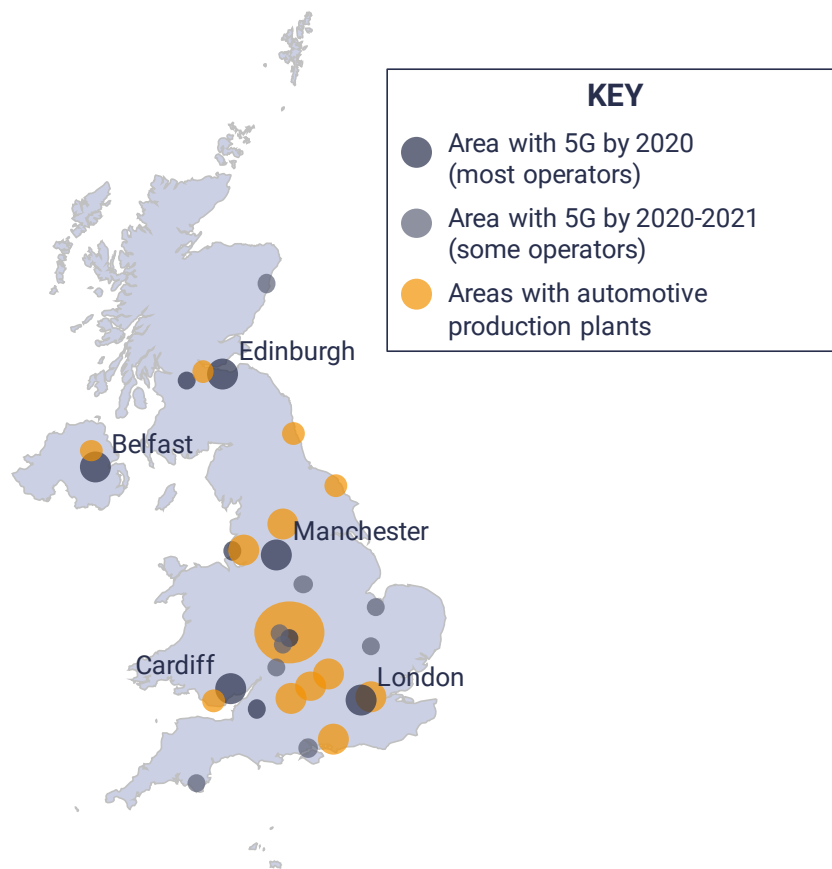 KEY
Area with 5G by 2020
(most operators)
Area with 5G by 2020-2021
(some operators)
Areas with automotive
production plants
Edinburgh
Belfast
Manchester
Cardiff
London